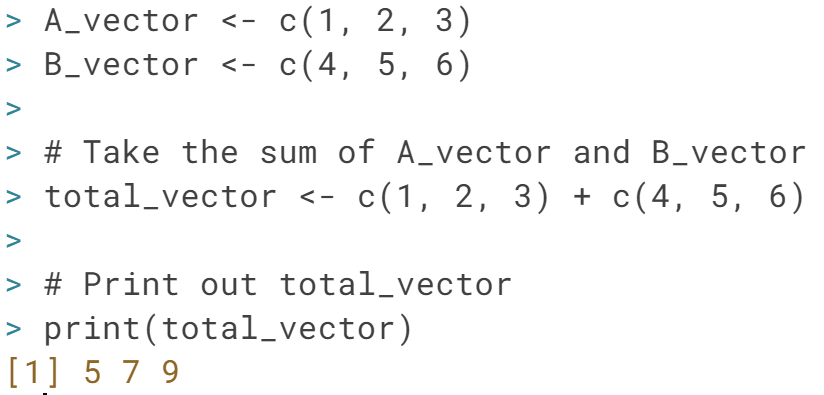 > A_vector <- c(1, 2, 3)
> B_vector <- c(4, 5, 6)
>
> # Take the sum of A_vector and B_vector
> total_vector <- c(1, 2, 3) + c(4, 5, 6)
>
> # Print out total_vector
> print(total_vector)
[1] 5 7 9